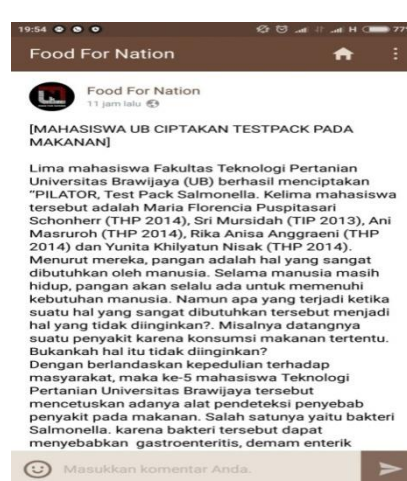 19:54
77%
Food For Nation
Food For Nation
11 jam lalu
[MAHASISWA UB CIPTAKAN TESTPACK PADA
MAKANAN]
Lima mahasiswa Fakultas Teknologi Pertanian
Universitas Brawijaya (UB) berhasil menciptakan
"PILATOR, Test Pack Salmonella. Kelima mahasiswa
tersebut adalah Maria Florencia Puspitasari
Schonherr (THP 2014), Sri Mursidah (TIP 2013), Ani
Masruroh (THP 2014), Rika Anisa Anggraeni (THP
2014) dan Yunita Khilyatun Nisak (THP 2014).
Menurut mereka, pangan adalah hal yang sangat
dibutuhkan oleh manusia. Selama manusia masih
hidup, pangan akan selalu ada untuk memenuhi
kebutuhan manusia. Namun apa yang terjadi ketika
suatu hal yang sangat dibutuhkan tersebut menjadi
hal yang tidak diinginkan?. Misalnya datangnya
suatu penyakit karena konsumsi makanan tertentu.
Bukankah hal itu tidak diinginkan?
Dengan berlandaskan kepedulian terhadap
masyarakat, maka ke-5 mahasiswa Teknologi
Pertanian Universitas Brawijaya tersebut
mencetuskan adanya alat pendeteksi penyebab
penyakit pada makanan. Salah satunya yaitu bakteri
Salmonella. karena bakteri tersebut dapat
menyebabkan gastroenteritis, demam enterik
Masukkan komentar Anda.